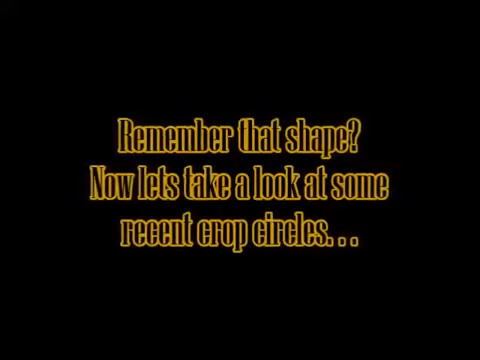 Remember that shape?
Now lets take a look at some
recent crop circles. . .